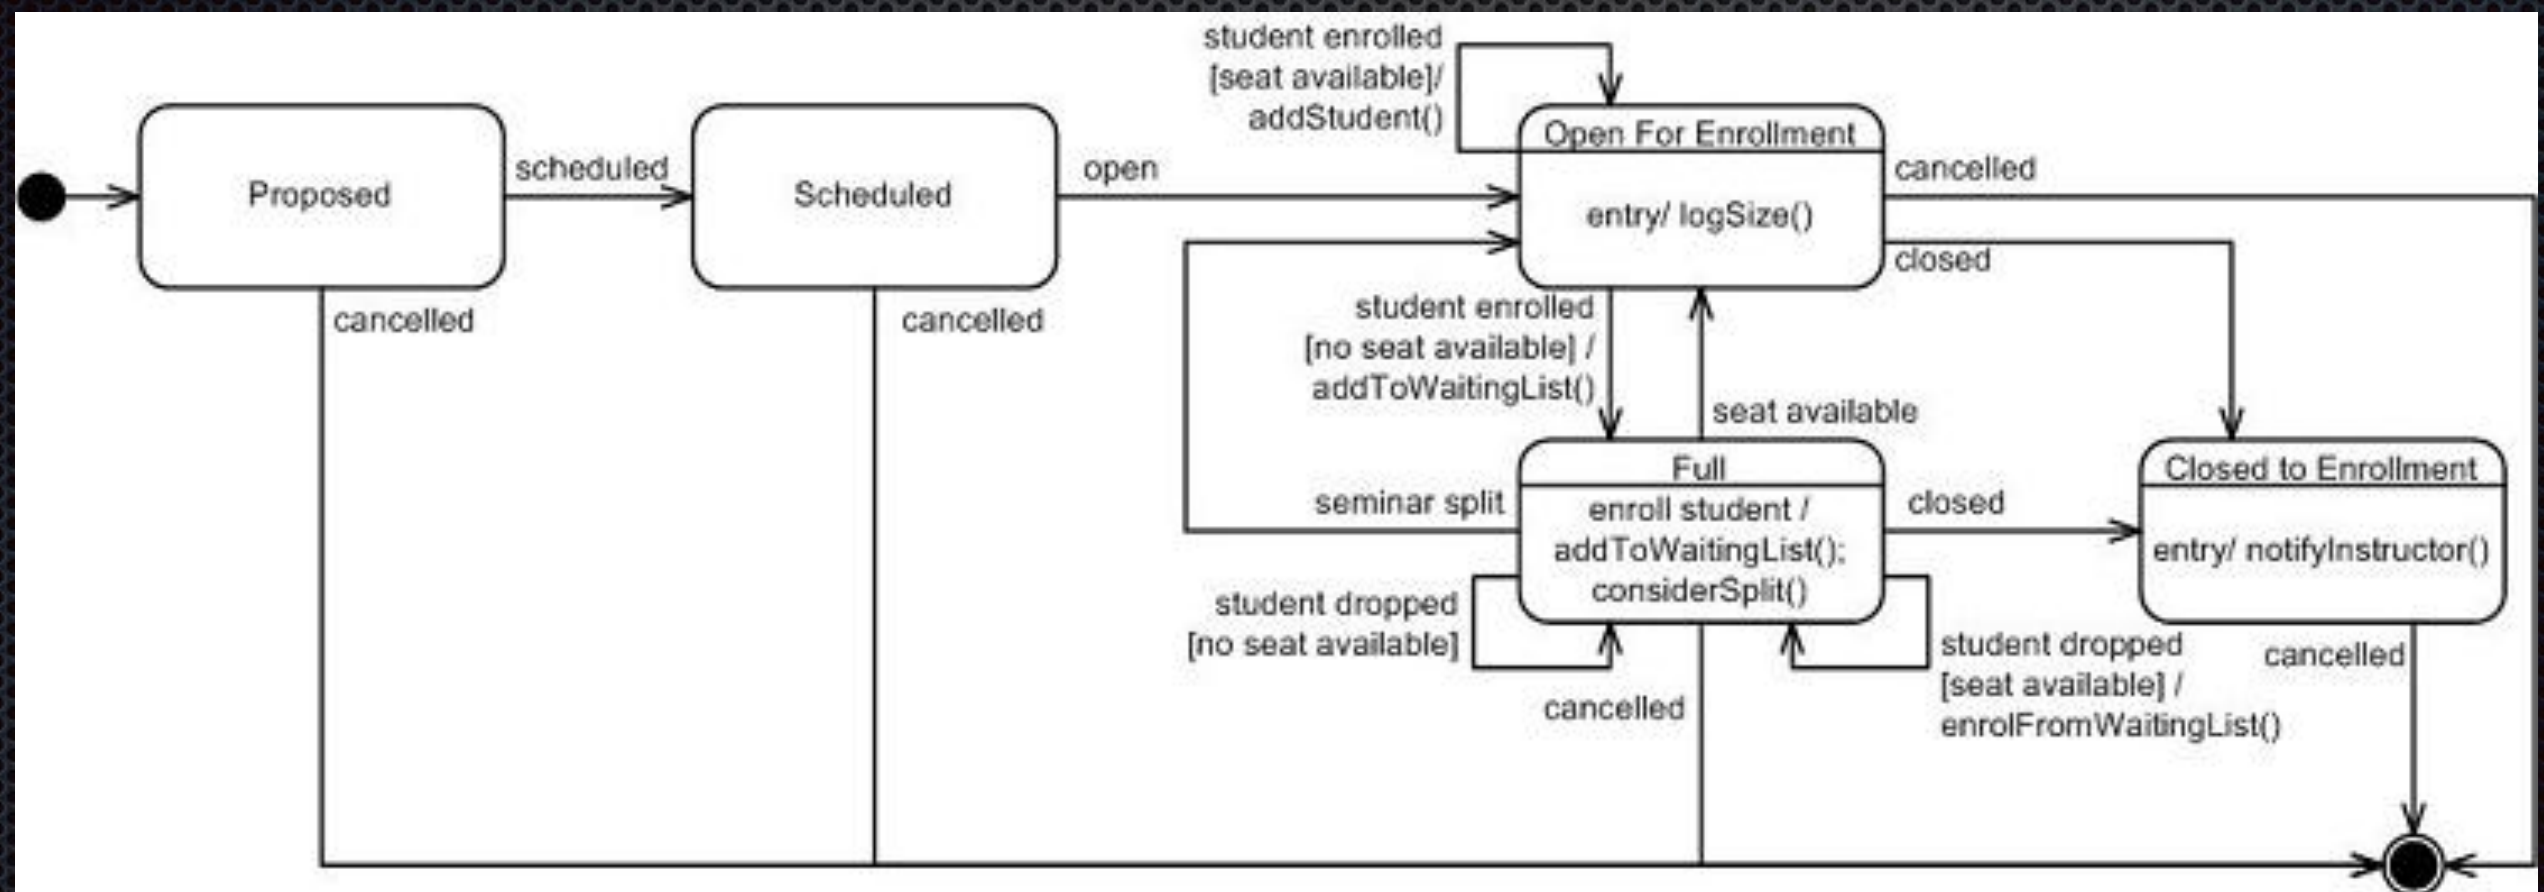 student enrolled
[seat available]/
addStudent()
Proposed
scheduled
Scheduled
open
Open For Enrollment
entry/ logSize()
cancelled
closed
cancelled
cancelled
student enrolled
[no seat available] /
addToWaitingList()
seat available
Full
enroll student /
addToWaitingList();
considerSplit()
seminar split
closed
Closed to Enrollment
entry/ notifyInstructor()
student dropped
[no seat available]
student dropped
[seat available] /
enrolFromWaitingList()
cancelled
cancelled